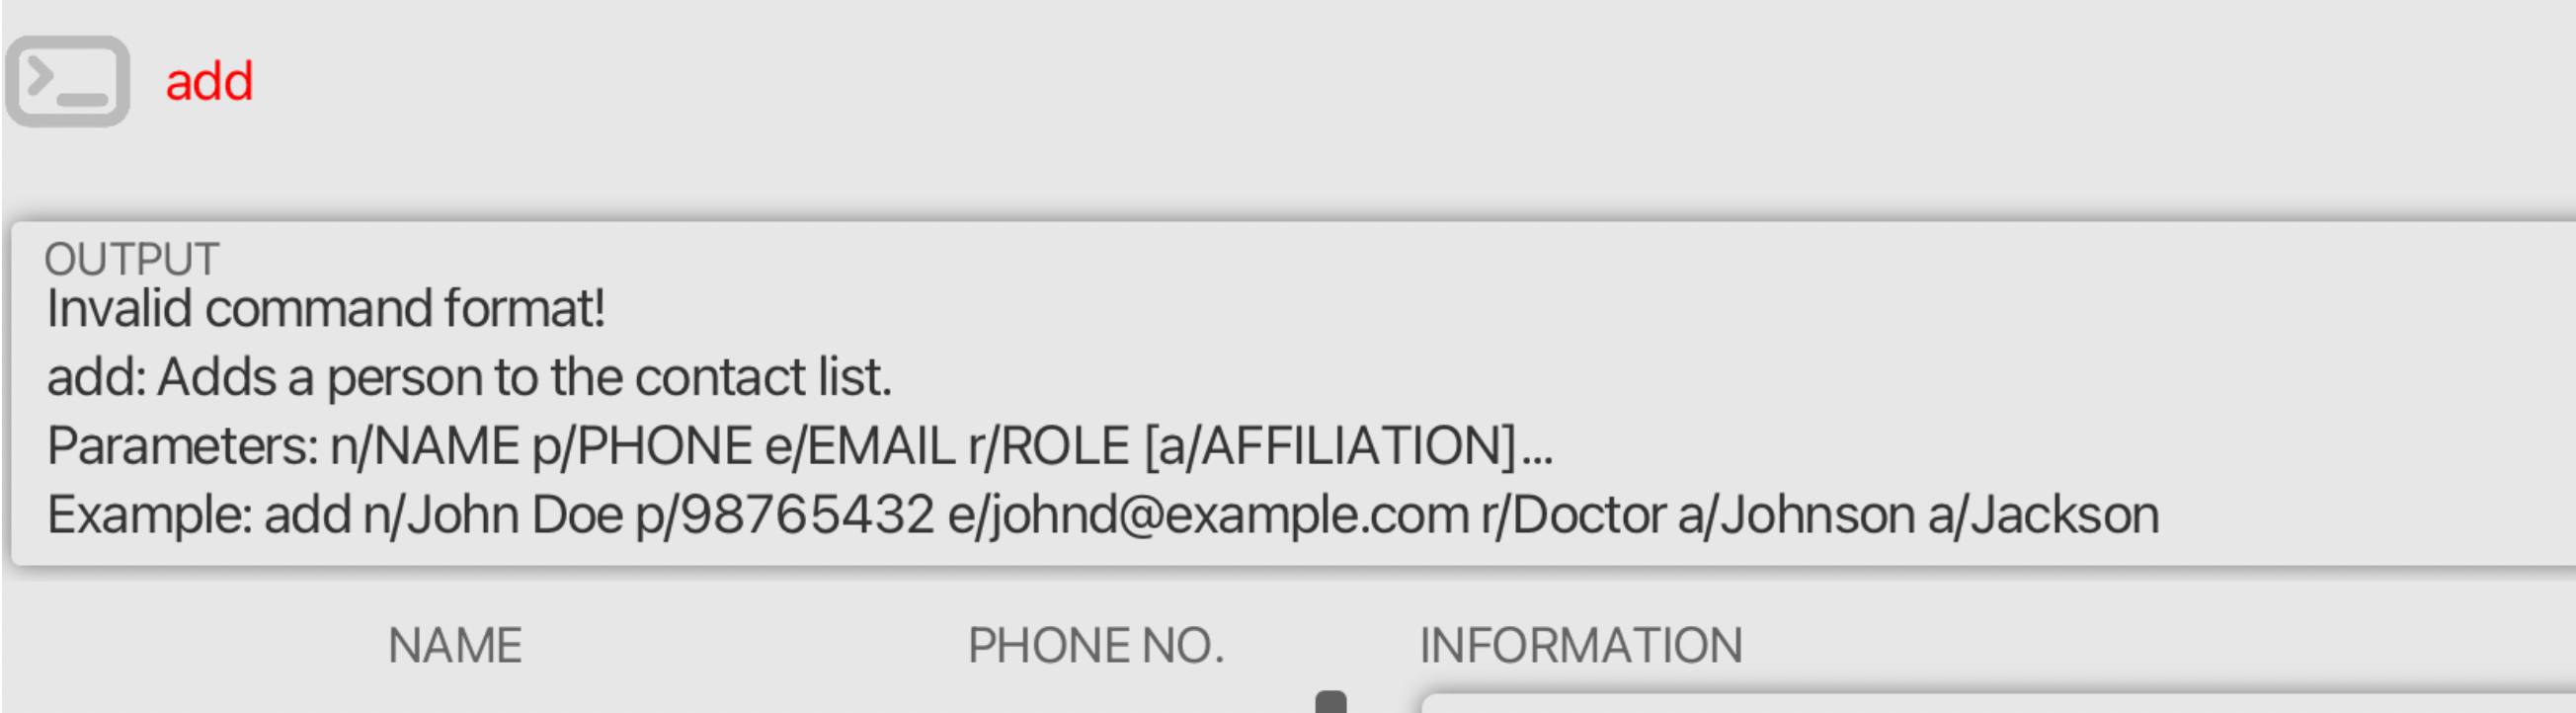 add
OUTPUT
Invalid command format!
add: Adds a person to the contact list.
Parameters: n/NAME p/PHONE e/EMAIL r/ROLE [a/AFFILIATION]...
Example: add n/John Doe p/98765432 e/johnd@example.com r/Doctor a/Johnson a/Jackson
NAME PHONE NO. INFORMATION